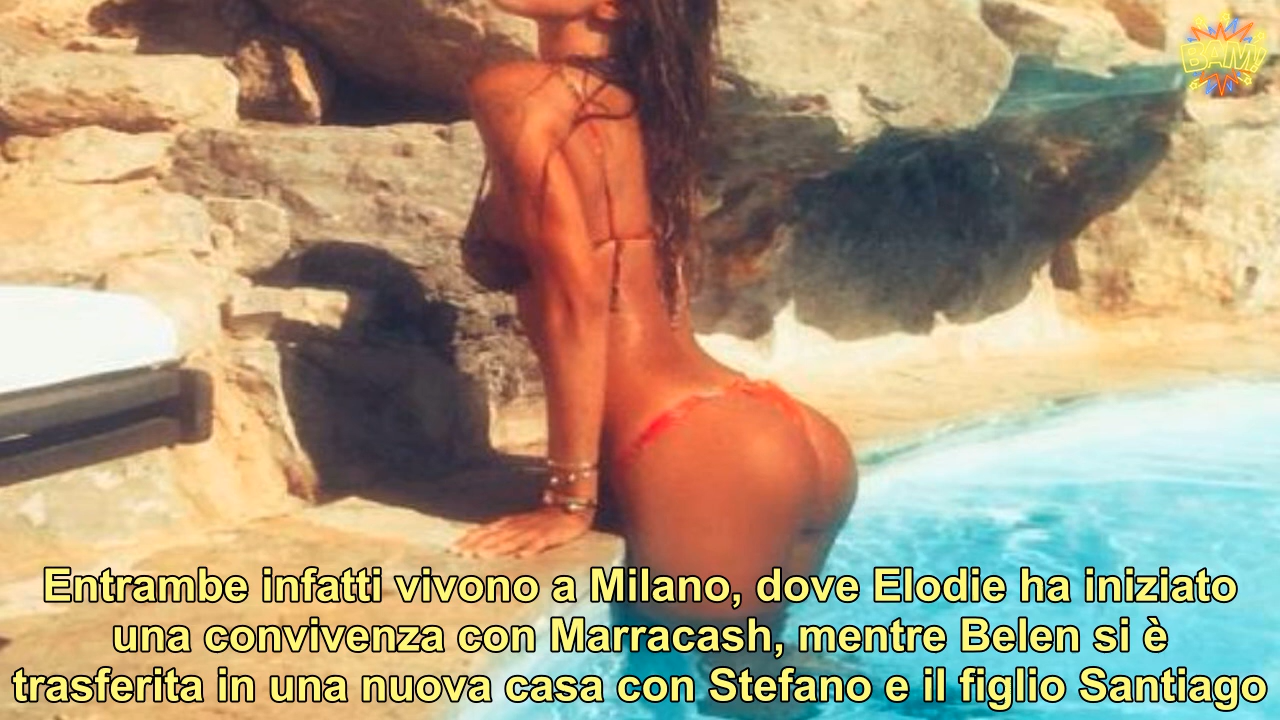 BAM!
Entrambe infatti vivono a Milano, dove Elodie ha iniziato
una convivenza con Marracash, mentre Belen si è
trasferita in una nuova casa con Stefano e il figlio Santiago